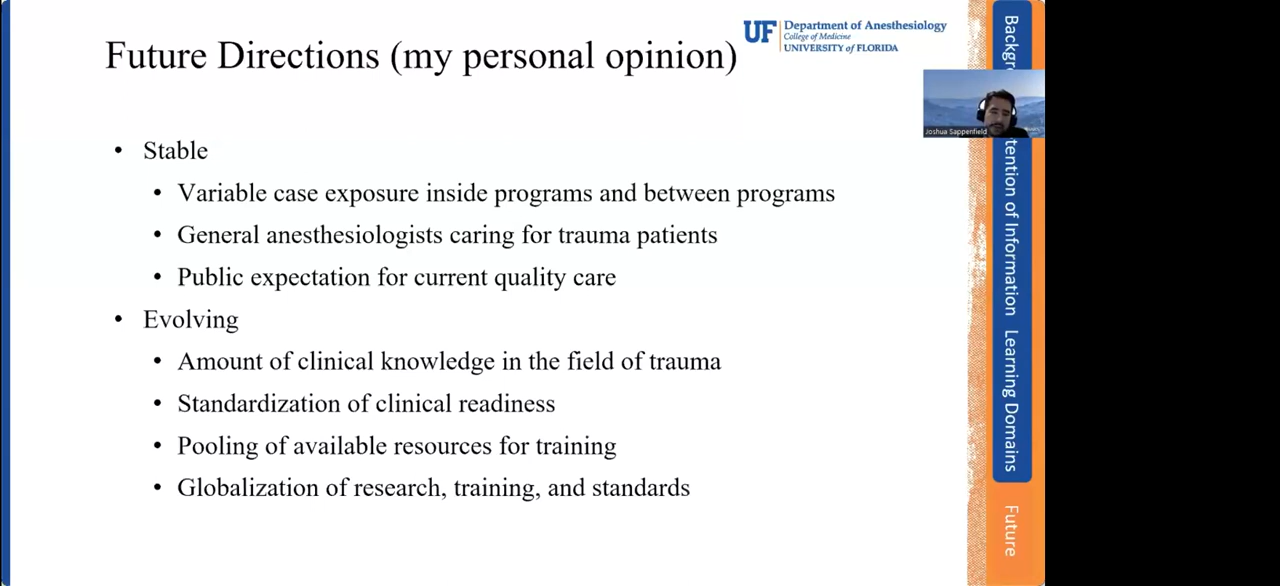 Future Directions (my personal opinion)
UF
Department of Anesthesiology
College of Medicine
UNIVERSITY of FLORIDA
Joshua Sappenfield
• Stable
• Variable case exposure inside programs and between programs
• General anesthesiologists caring for trauma patients
• Public expectation for current quality care
• Evolving
• Amount of clinical knowledge in the field of trauma
• Standardization of clinical readiness
• Pooling of available resources for training
• Globalization of research, training, and standards
of Information
Learning Domains
Future